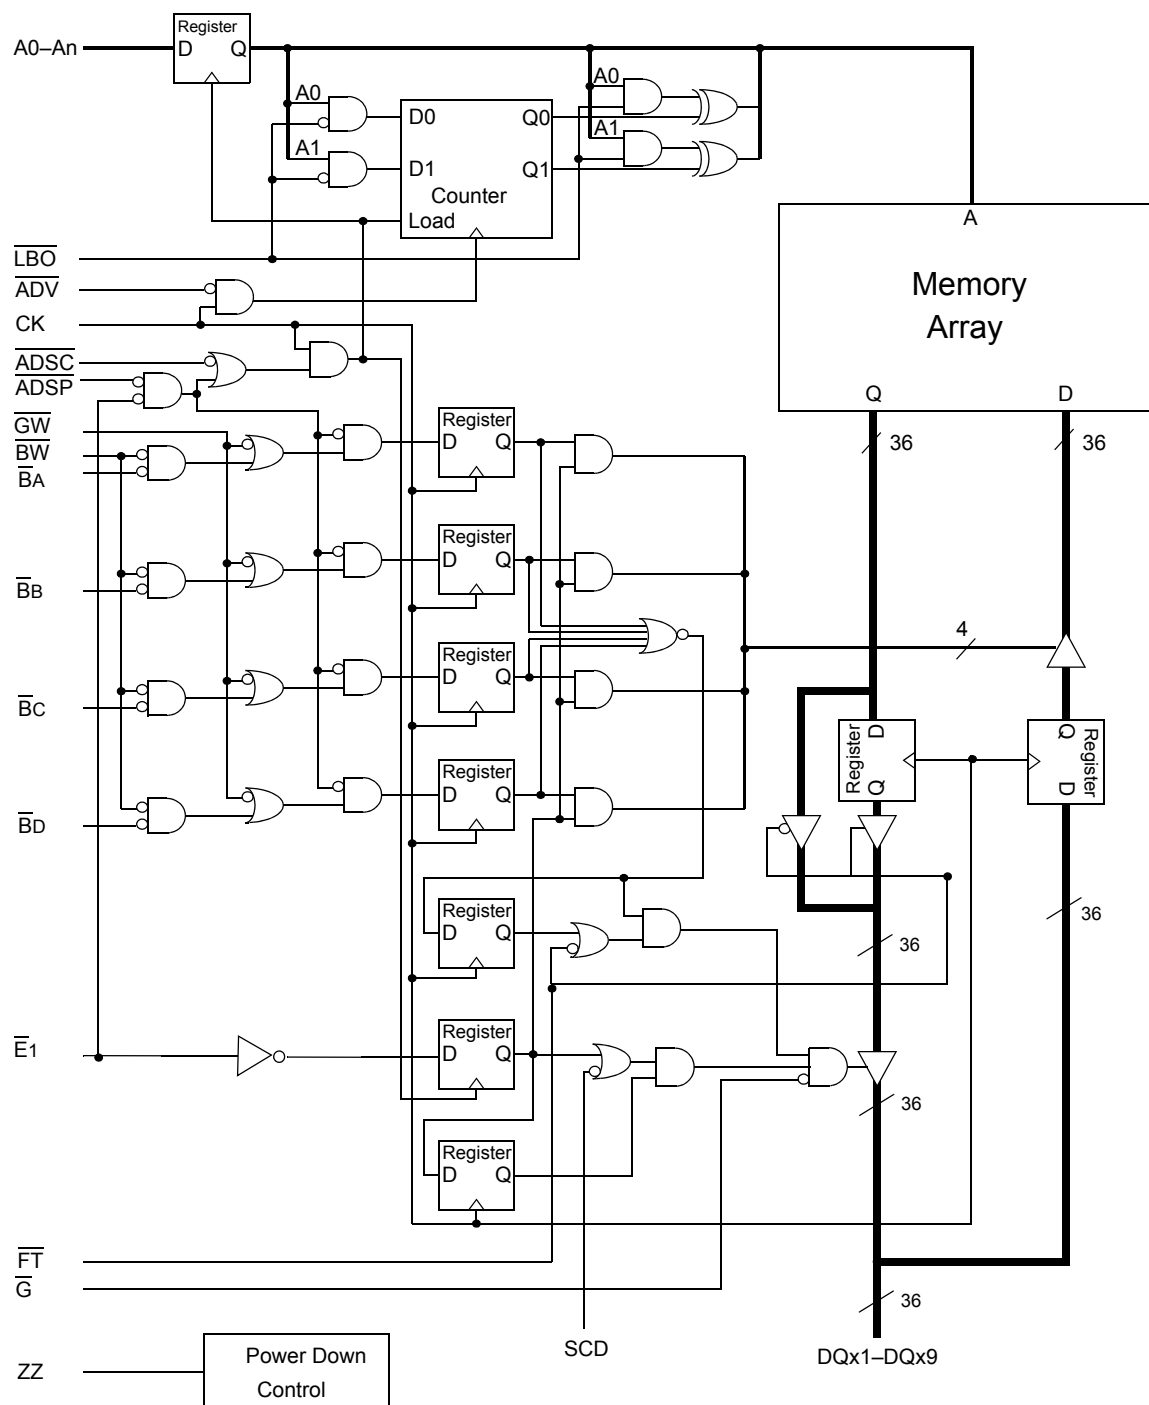 Register
A0–An
D Q
A0
A0
D0 Q0
A1
A1
D1 Q1
Counter
Load
A
LBO
ADV
CK
Memory
Array
ADSC
ADSP
Q D
GW
BW
BA
Register
D Q
36
36
Register
D Q
BB
4
Register
D Q
BC
Register
D
Q
Register
Q
D
Register
D Q
BD
Register
D Q
36
36
Register
D Q
E1
36
Register
D Q
FT
G
36
SCD
DQx1–DQx9
ZZ
Power Down
Control